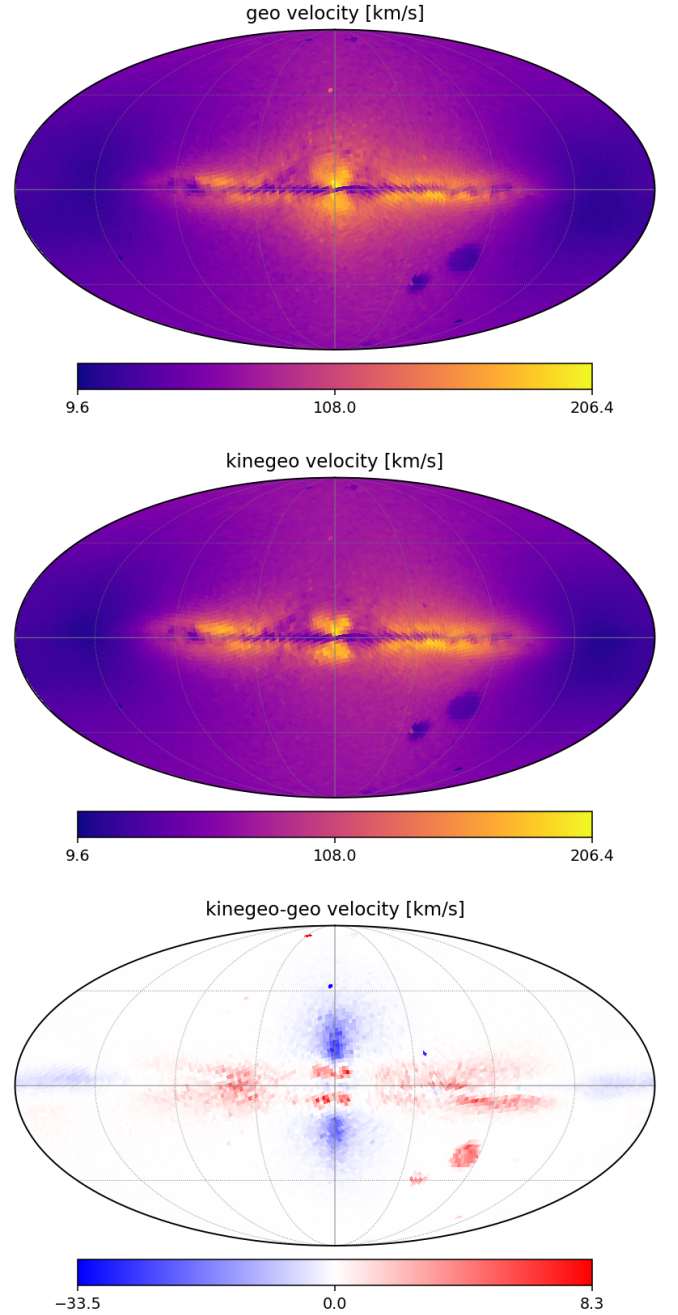 geo velocity [km/s]
9.6 108.0 206.4
kinegeo velocity [km/s]
9.6 108.0 206.4
kinegeo-geo velocity [km/s]
−33.5 0.0 8.3